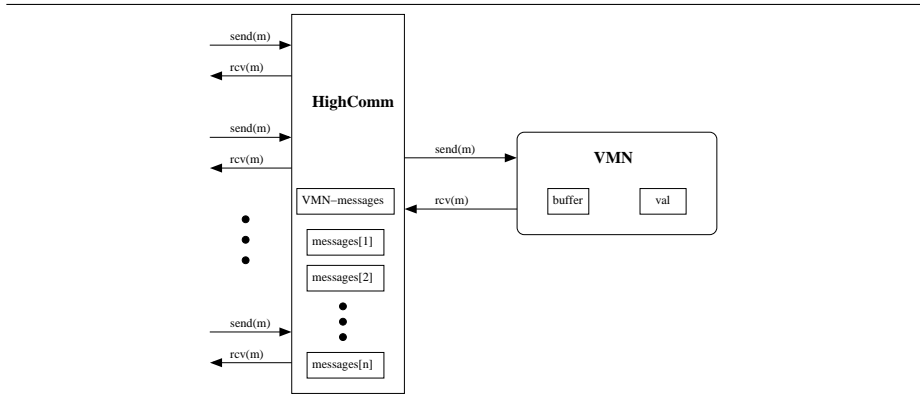 send(m)
rcv(m)
HighComm
send(m)
rcv(m)
send(m)
rcv(m)
VMN
buffer
val
VMN−messages
messages[1]
messages[2]
send(m)
rcv(m)
messages[n]